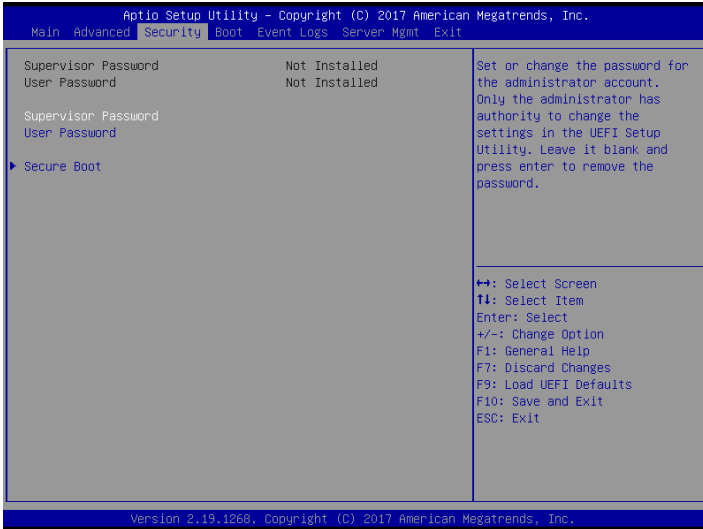 Aptio Setup Utility – Copyright (C) 2017 American Megatrends, Inc.
Main Advanced Security Boot Event Logs Server Mgmt Exit
Supervisor Password Not Installed
User Password Not Installed
Supervisor Password
User Password
Secure Boot
Set or change the password for
the administrator account.
Only the administrator has
authority to change the
settings in the UEFI Setup
Utility. Leave it blank and
press enter to remove the
password.
↔: Select Screen
↑↓: Select Item
Enter: Select
+/-: Change Option
F1: General Help
F7: Discard Changes
F9: Load UEFI Defaults
F10: Save and Exit
ESC: Exit
Version 2.19.1268. Copyright (C) 2017 American Megatrends, Inc.